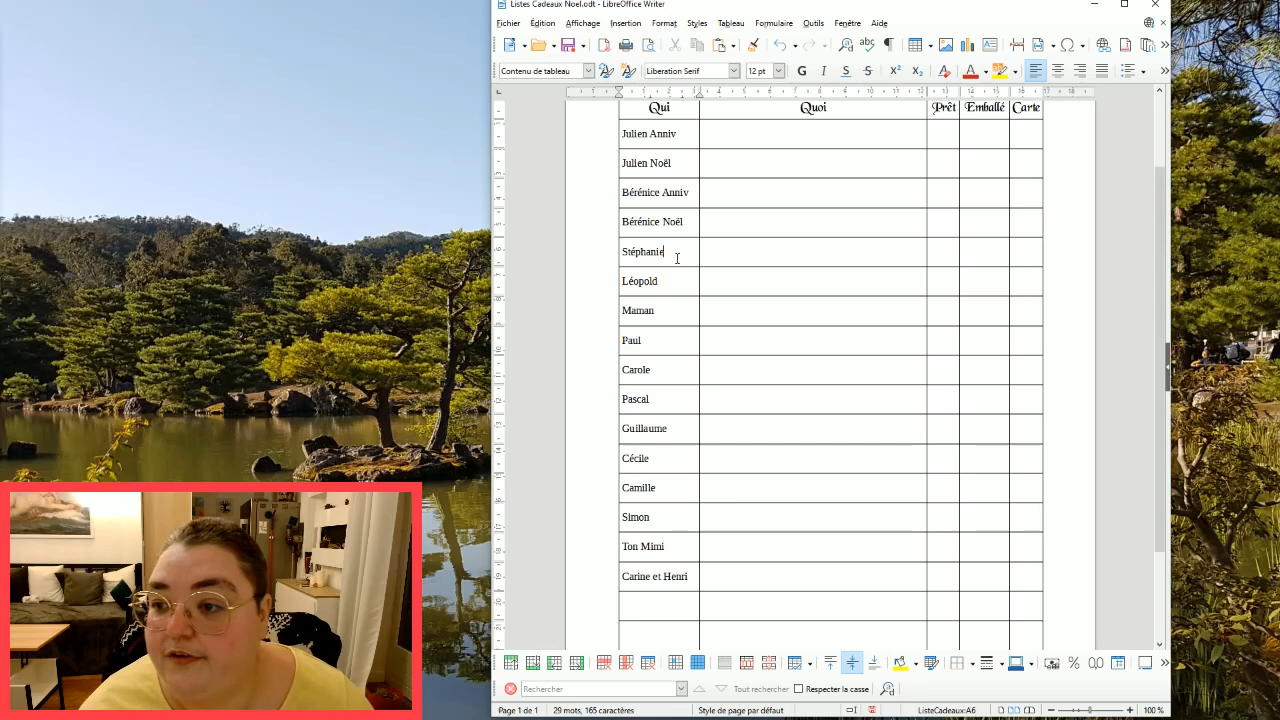 Listes Cadeaux Noel.odt - LibreOffice Writer
Fichier Édition Affichage Insertion Format Styles Tableau Formulaire Outils Fenêtre Aide
Contenu de tableau Liberation Serif 12 pt G I S S
Qui Quoi Prêt Emballé Carte
Julien Anniv
Julien Noël
Bérénice Anniv
Bérénice Noël
Stéphanie
Léopold
Maman
Paul
Carole
Pascal
Guillaume
Cécile
Camille
Simon
Ton Mimi
Carine et Henri
Rechercher Tout rechercher Respecter la casse
Page 1 de 1 29 mots, 165 caractères Style de page par défaut ListeCadeaux:A6 100 %